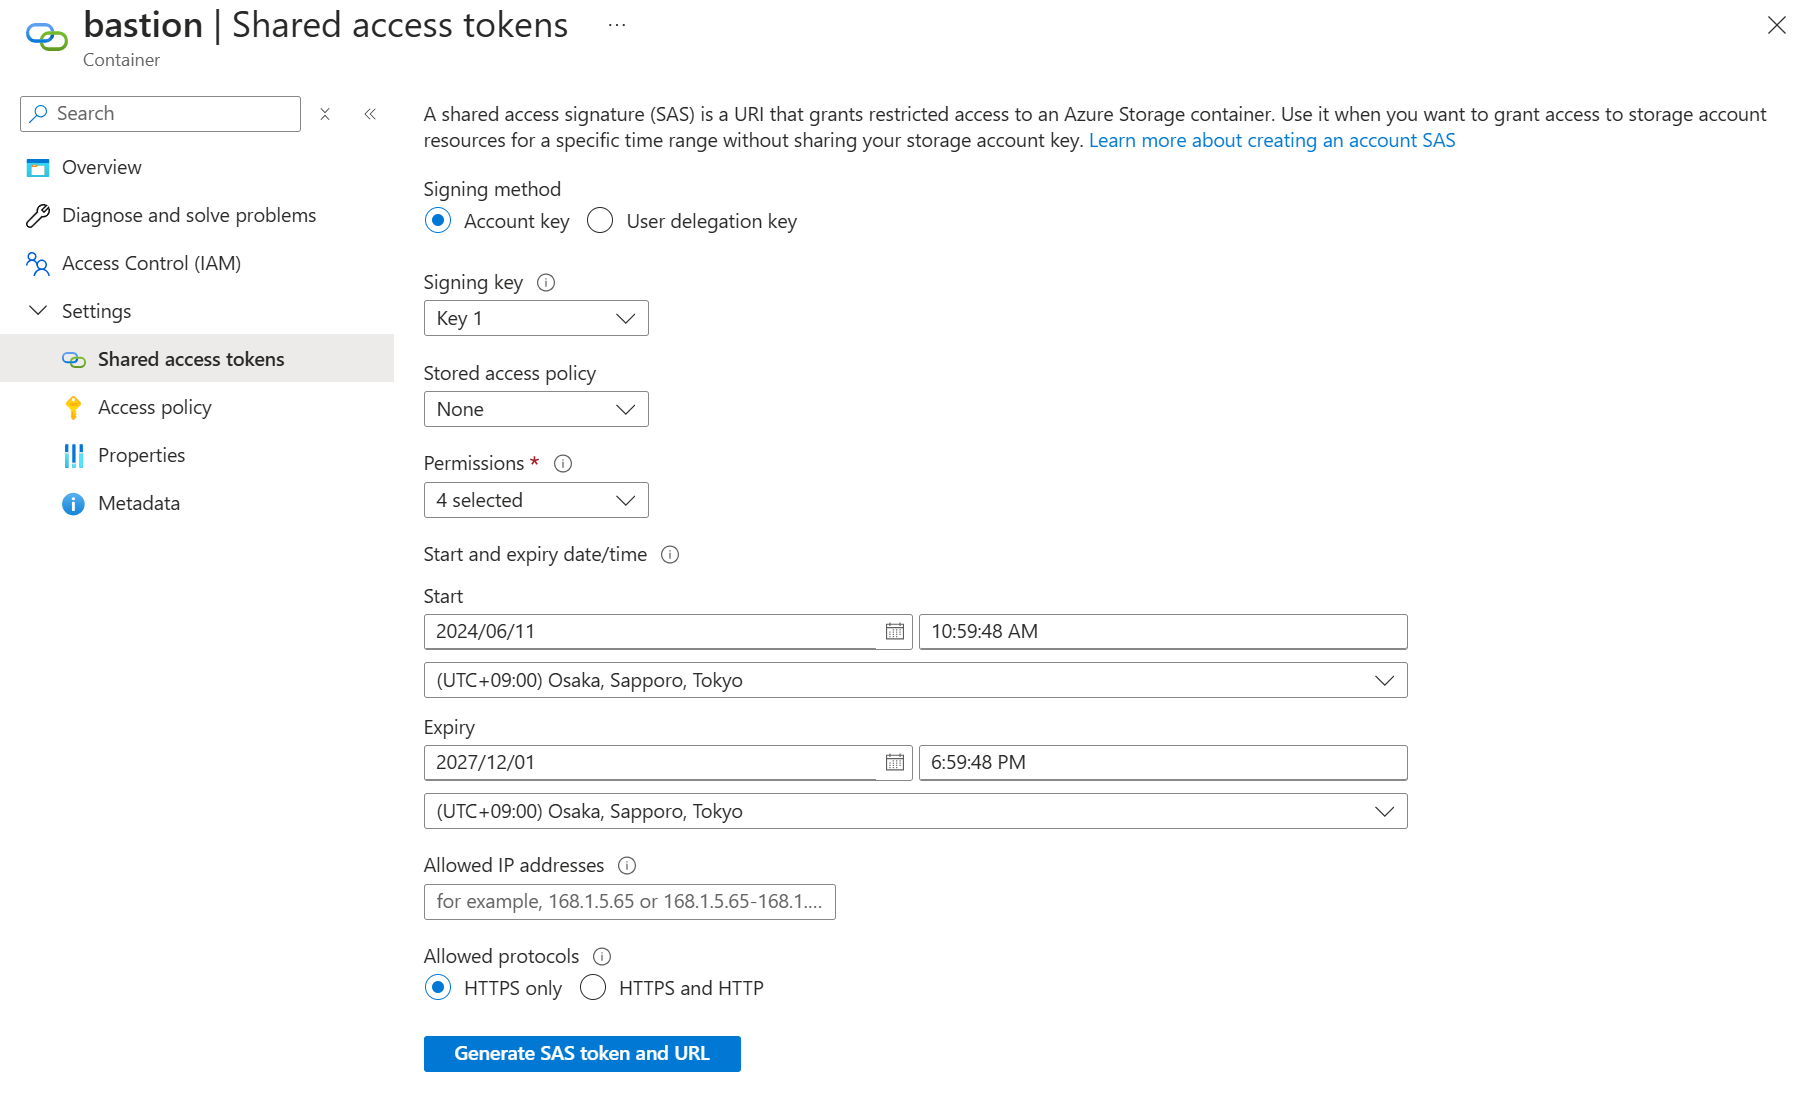 bastion | Shared access tokens ...
Container
Search
Overview
Diagnose and solve problems
Access Control (IAM)
Settings
Shared access tokens
Access policy
Properties
Metadata
A shared access signature (SAS) is a URI that grants restricted access to an Azure Storage container. Use it when you want to grant access to storage account
resources for a specific time range without sharing your storage account key. Learn more about creating an account SAS
Signing method
Account key
User delegation key
Signing key
Key 1
Stored access policy
None
Permissions *
4 selected
Start and expiry date/time
Start
2024/06/11
10:59:48 AM
(UTC+09:00) Osaka, Sapporo, Tokyo
Expiry
2027/12/01
6:59:48 PM
(UTC+09:00) Osaka, Sapporo, Tokyo
Allowed IP addresses
for example, 168.1.5.65 or 168.1.5.65-168.1....
Allowed protocols
HTTPS only
HTTPS and HTTP
Generate SAS token and URL